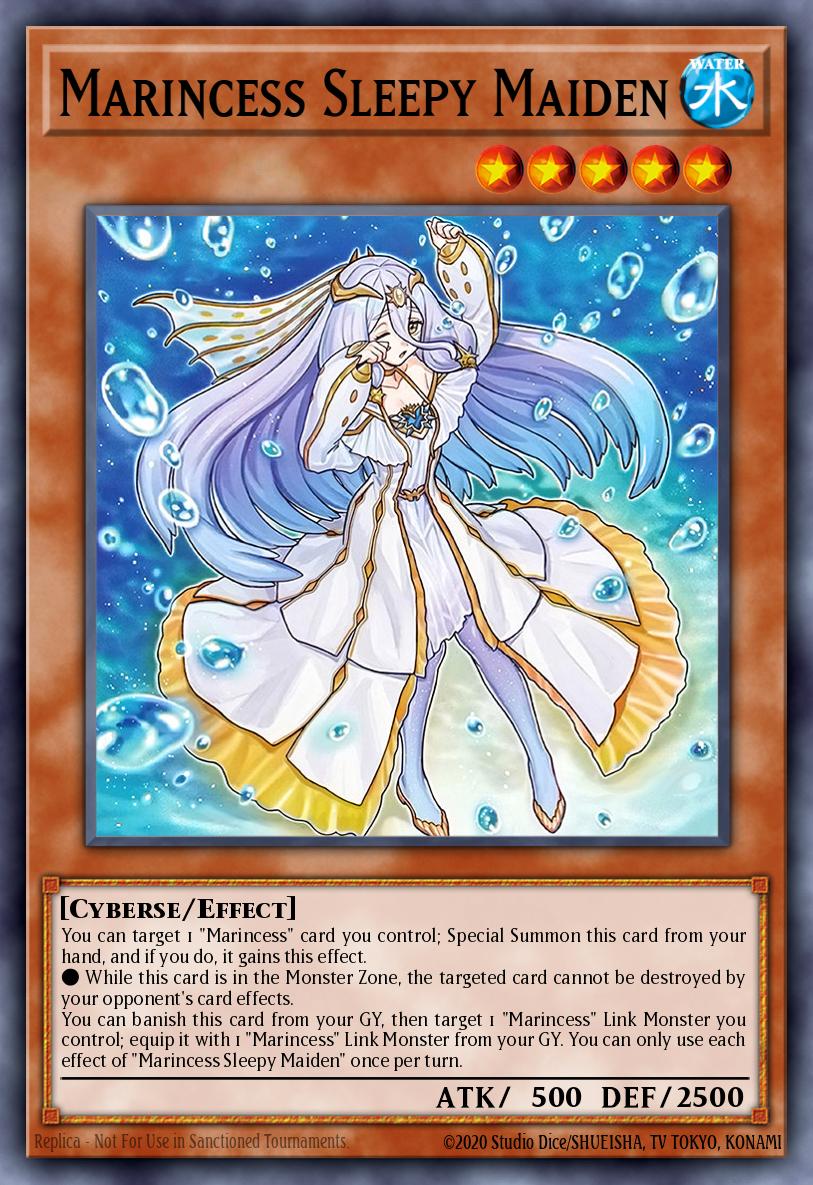 Marincess Sleepy Maiden
WATER
水
[Cyberse/Effect]
You can target 1 "Marincess" card you control; Special Summon this card from your
hand, and if you do, it gains this effect.
● While this card is in the Monster Zone, the targeted card cannot be destroyed by
your opponent's card effects.
You can banish this card from your GY, then target 1 "Marincess" Link Monster you
control; equip it with 1 "Marincess" Link Monster from your GY. You can only use each
effect of "Marincess Sleepy Maiden" once per turn.
ATK/ 500 DEF/2500
Replica - Not For Use in Sanctioned Tournaments.
©2020 Studio Dice/SHUEISHA, TV TOKYO, KONAMI